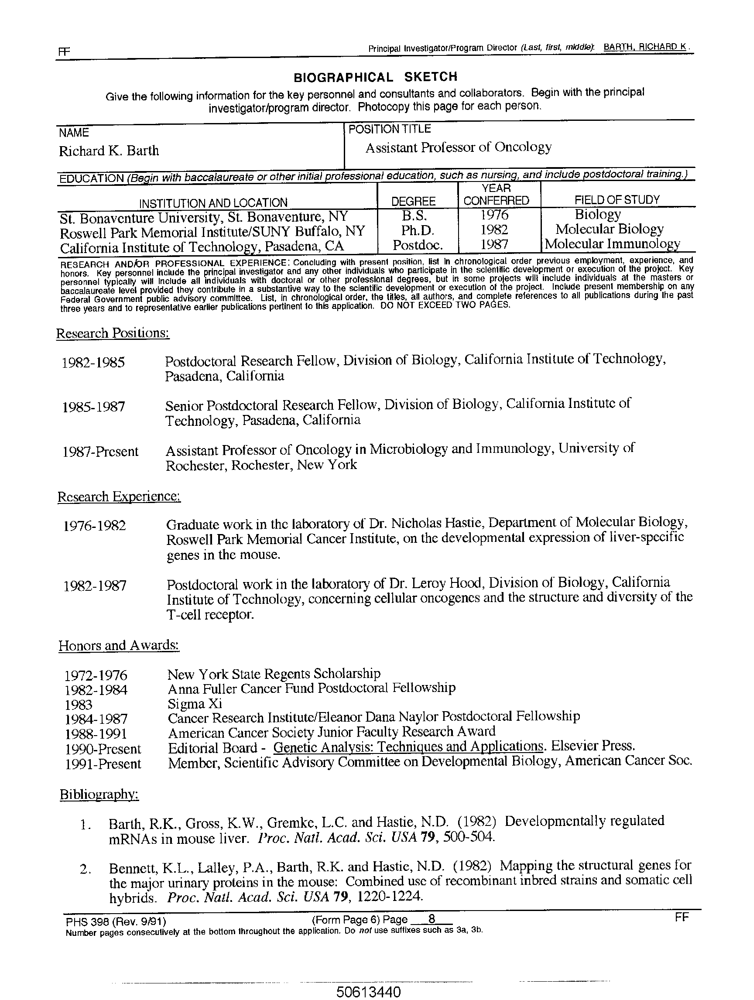 FF
Principal Investigator/Program Director (Last, first, middle): BARTH, RICHARD K.
BIOGRAPHICAL SKETCH
Give the following information for the key personnel and consultants and collaborators. Begin with the principal
investigator/program director. Photocopy this page for each person.
NAME
POSITION TITLE
Richard K. Barth
Assistant Professor of Oncology
EDUCATION (Begin with baccalaureate or other initial professional education, such as nursing, and include postdoctoral training.)
INSTITUTION AND LOCATION DEGREE YEAR CONFERRED FIELD OF STUDY
St. Bonaventure University, St. Bonaventure, NY B.S. 1976 Biology
Roswell Park Memorial Institute/SUNY Buffalo, NY Ph.D. 1982 Molecular Biology
California Institute of Technology, Pasadena, CA Postdoc. 1987 Molecular Immunology
RESEARCH AND/OR PROFESSIONAL EXPERIENCE: Concluding with present position, list in chronological order previous employment, experience, and
honors. Key personnel include the principal investigator and any other individuals who participate in the scientific development or execution of the project. Key
personnel typically will include all individuals with doctoral or other professional degrees, but in some projects will include individuals at the masters or
baccalaureate level provided they contribute in a substantive way to the scientific development or execution of the project. Include present membership on any
Federal Government public advisory committee. List, in chronological order, the titles, all authors, and complete references to all publications during the past
three years and to representative earlier publications pertinent to this application. DO NOT EXCEED TWO PAGES.
Research Positions:
1982-1985 Postdoctoral Research Fellow, Division of Biology, California Institute of Technology,
Pasadena, California
1985-1987 Senior Postdoctoral Research Fellow, Division of Biology, California Institute of
Technology, Pasadena, California
1987-Present Assistant Professor of Oncology in Microbiology and Immunology, University of
Rochester, Rochester, New York
Research Experience:
1976-1982 Graduate work in the laboratory of Dr. Nicholas Hastie, Department of Molecular Biology,
Roswell Park Memorial Cancer Institute, on the developmental expression of liver-specific
genes in the mouse.
1982-1987 Postdoctoral work in the laboratory of Dr. Leroy Hood, Division of Biology, California
Institute of Technology, concerning cellular oncogenes and the structure and diversity of the
T-cell receptor.
Honors and Awards:
1972-1976 New York State Regents Scholarship
1982-1984 Anna Fuller Cancer Fund Postdoctoral Fellowship
1983 Sigma Xi
1984-1987 Cancer Research Institute/Eleanor Dana Naylor Postdoctoral Fellowship
1988-1991 American Cancer Society Junior Faculty Research Award
1990-Present Editorial Board - Genetic Analysis: Techniques and Applications. Elsevier Press.
1991-Present Member, Scientific Advisory Committee on Developmental Biology, American Cancer Soc.
Bibliography:
1. Barth, R.K., Gross, K.W., Gremke, L.C. and Hastie, N.D. (1982) Developmentally regulated
mRNAs in mouse liver. Proc. Natl. Acad. Sci. USA 79, 500-504.
2. Bennett, K.L., Lalley, P.A., Barth, R.K. and Hastie, N.D. (1982) Mapping the structural genes for
the major urinary proteins in the mouse: Combined use of recombinant inbred strains and somatic cell
hybrids. Proc. Natl. Acad. Sci. USA 79, 1220-1224.
PHS 398 (Rev. 9/91) (Form Page 6) Page 8 FF
Number pages consecutively at the bottom throughout the application. Do not use suffixes such as 3a, 3b.
50613440